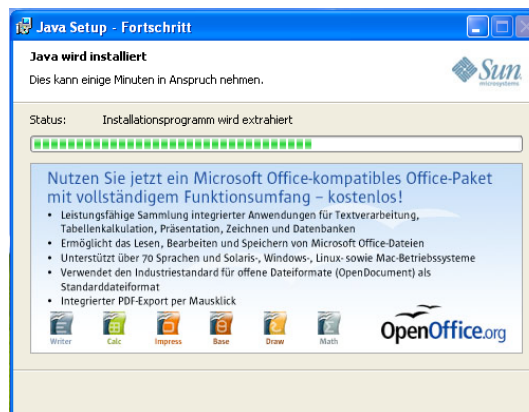 Java Setup - Fortschritt
Java wird installiert
Dies kann einige Minuten in Anspruch nehmen.
Sun
microsystems
Status: Installationsprogramm wird extrahiert
Nutzen Sie jetzt ein Microsoft Office-kompatibles Office-Paket
mit vollständigem Funktionsumfang – kostenlos!
• Leistungsfähige Sammlung integrierter Anwendungen für Textverarbeitung,
Tabellenkalkulation, Präsentation, Zeichnen und Datenbanken
• Ermöglicht das Lesen, Bearbeiten und Speichern von Microsoft Office-Dateien
• Unterstützt über 70 Sprachen und Solaris-, Windows-, Linux- sowie Mac-Betriebssysteme
• Verwendet den Industriestandard für offene Dateiformate (OpenDocument) als
Standarddateiformat
• Integrierter PDF-Export per Mausklick
Writer Calc Impress Base Draw Math
OpenOffice.org